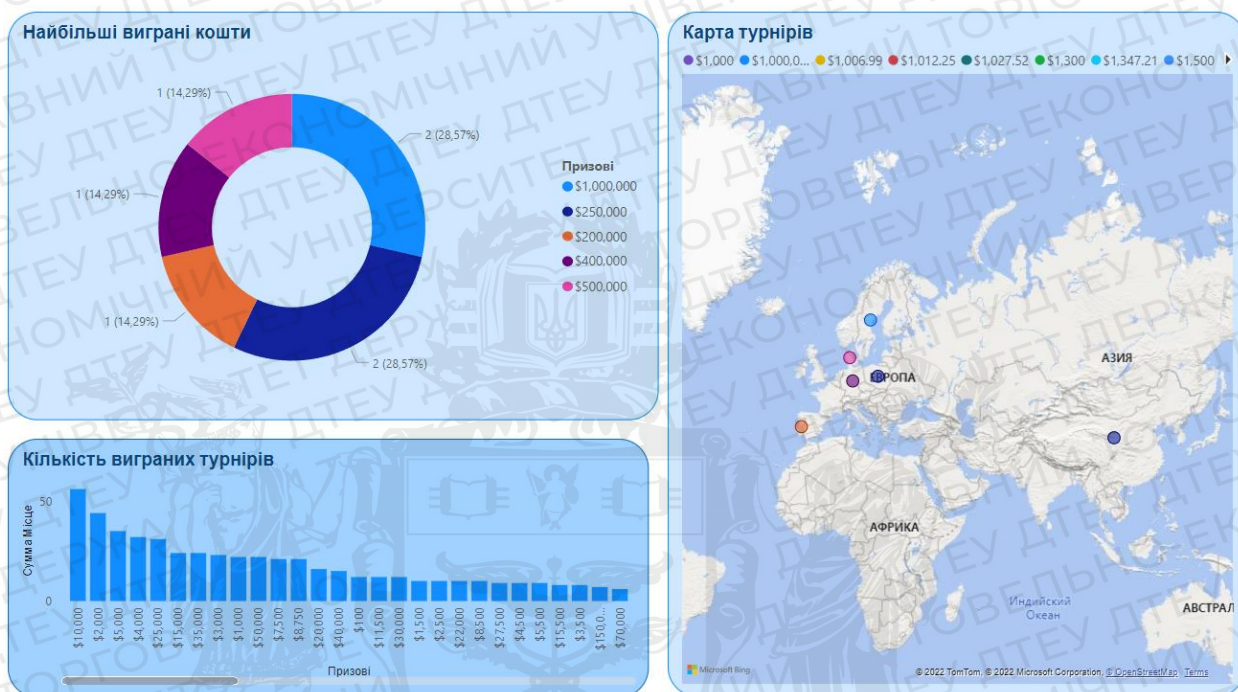 Найбільші виграні кошти
1 (14,29%)
2 (28,57%)
1 (14,29%)
1 (14,29%)
2 (28,57%)
Призові
$1,000,000
$250,000
$200,000
$400,000
$500,000
Кількість виграних турнірів
Сумма Місце
50
0
$10,000
$2,000
$5,000
$4,000
$25,000
$15,000
$35,000
$3,000
$1,000
$50,000
$7,500
$8,750
$20,000
$40,000
$100
$11,500
$30,000
$1,500
$2,500
$22,000
$8,500
$27,500
$4,500
$5,500
$15,500
$3,500
$150,0...
$70,000
Призові
Карта турнірів
$1,000 $1,000,0... $1,006.99 $1,012.25 $1,027.52 $1,300 $1,347.21 $1,500
ЕВРОПА
АЗИЯ
АФРИКА
Индийский
Океан
АВСТРАЛ
Microsoft Bing
© 2022 TomTom, © 2022 Microsoft Corporation, © OpenStreetMap Terms